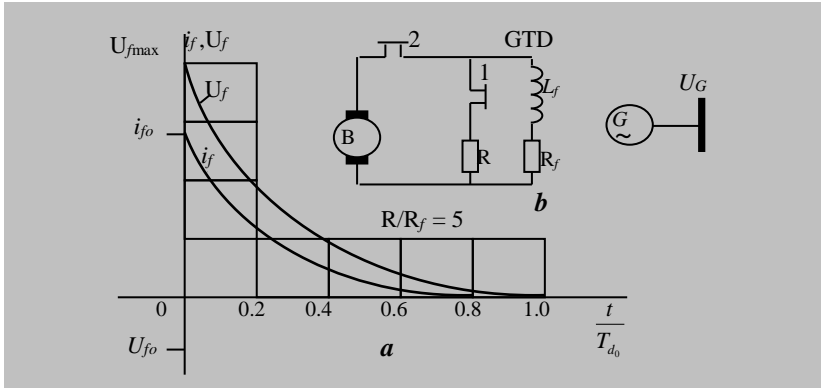 U_fmax
i_f ,U_f
2
GTD
U_f
1
L_f
U_G
i_fo
G
~
B
i_f
R
R_f
b
R/R_f = 5
0
0.2
0.4
0.6
0.8
1.0
t
T_d0
U_fo
a